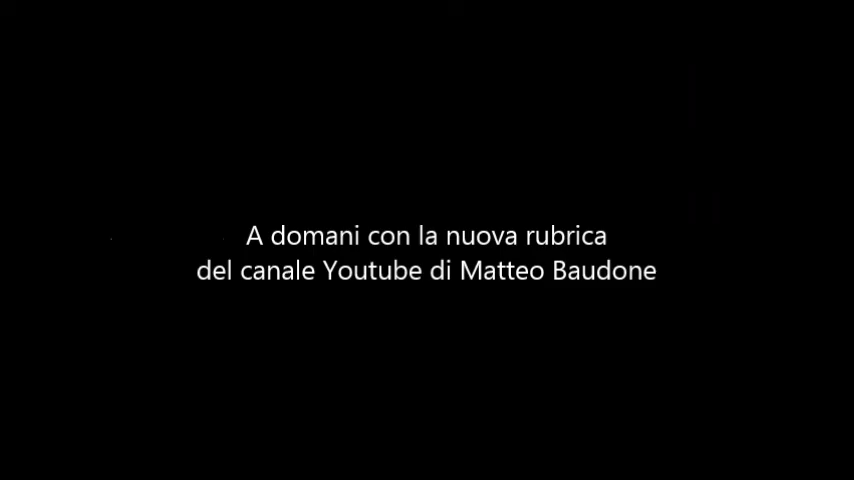 A domani con la nuova rubrica
del canale Youtube di Matteo Baudone